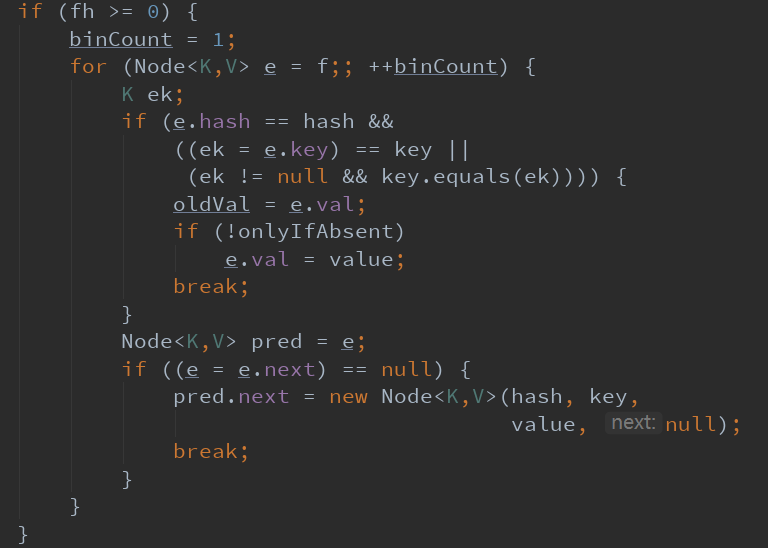 if (fh >= 0) {
binCount = 1;
for (Node<K,V> e = f;; ++binCount) {
K ek;
if (e.hash == hash &&
((ek = e.key) == key ||
(ek != null && key.equals(ek)))) {
oldVal = e.val;
if (!onlyIfAbsent)
e.val = value;
break;
}
Node<K,V> pred = e;
if ((e = e.next) == null) {
pred.next = new Node<K,V>(hash, key,
value, next: null);
break;
}
}
}